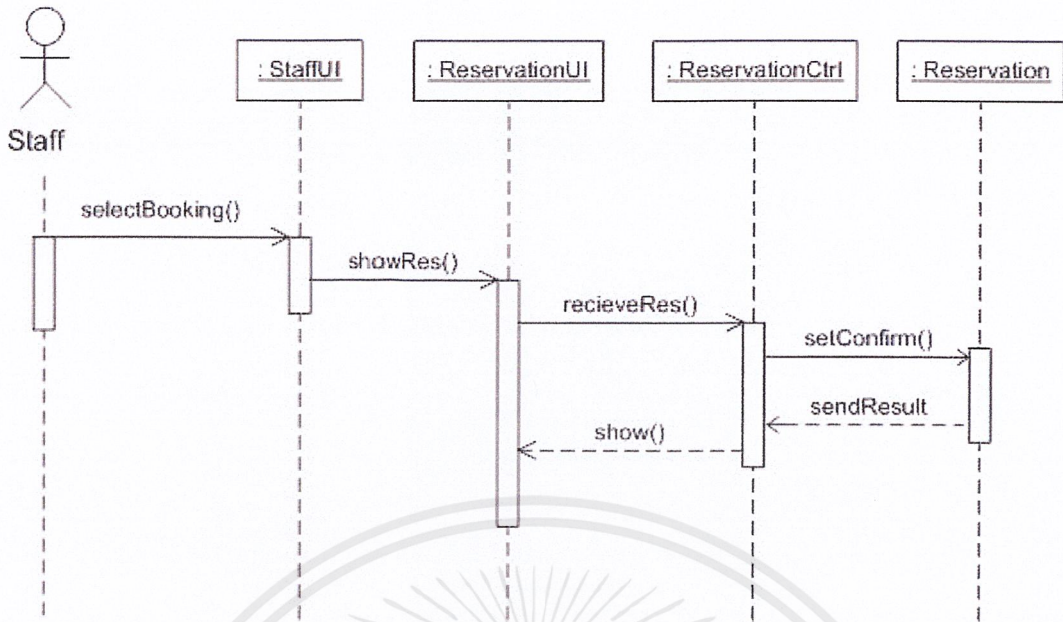 : StaffUI
: ReservationUI
: ReservationCtrl
: Reservation
Staff
selectBooking()
showRes()
recieveRes()
setConfirm()
sendResult
show()